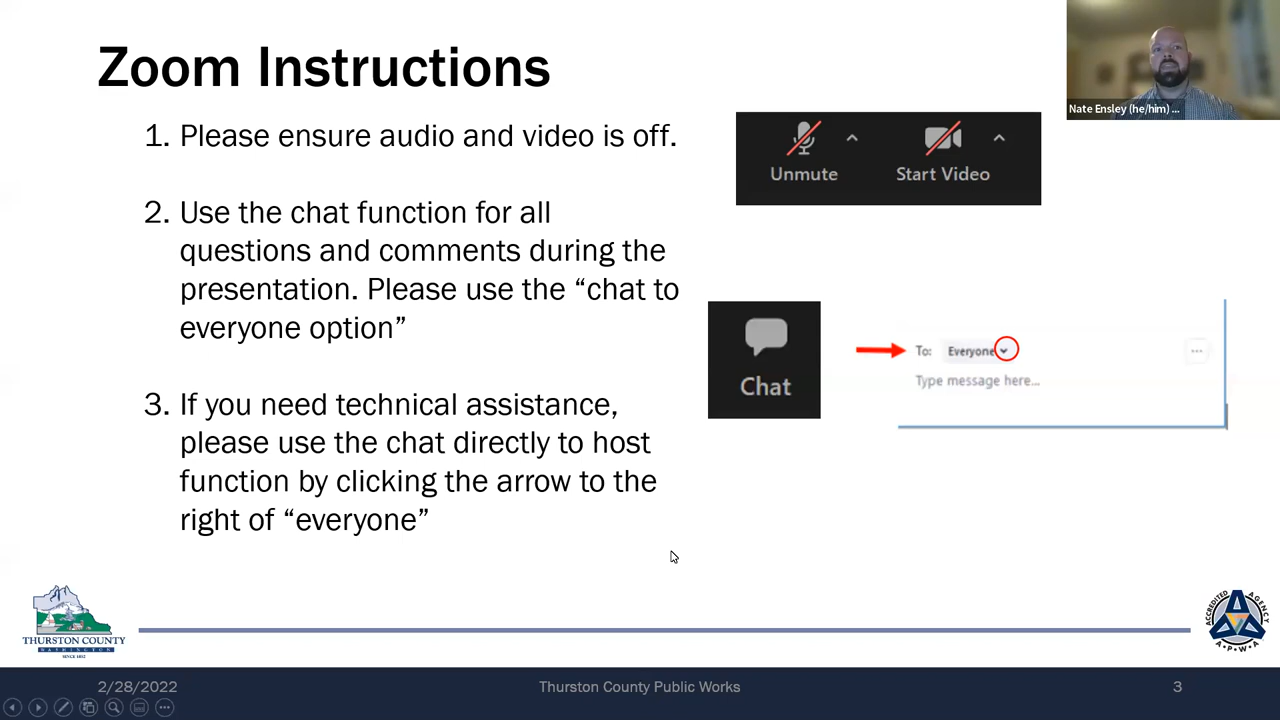 Zoom Instructions
Nate Ensley (he/him) ...
1. Please ensure audio and video is off.
Unmute
Start Video
2. Use the chat function for all
questions and comments during the
presentation. Please use the “chat to
everyone option”
Chat
To: Everyone
Type message here...
3. If you need technical assistance,
please use the chat directly to host
function by clicking the arrow to the
right of “everyone”
THURSTON COUNTY
WASHINGTON
SINCE 1852
ACCREDITED AGENCY
A•P•W•A
2/28/2022
Thurston County Public Works
3